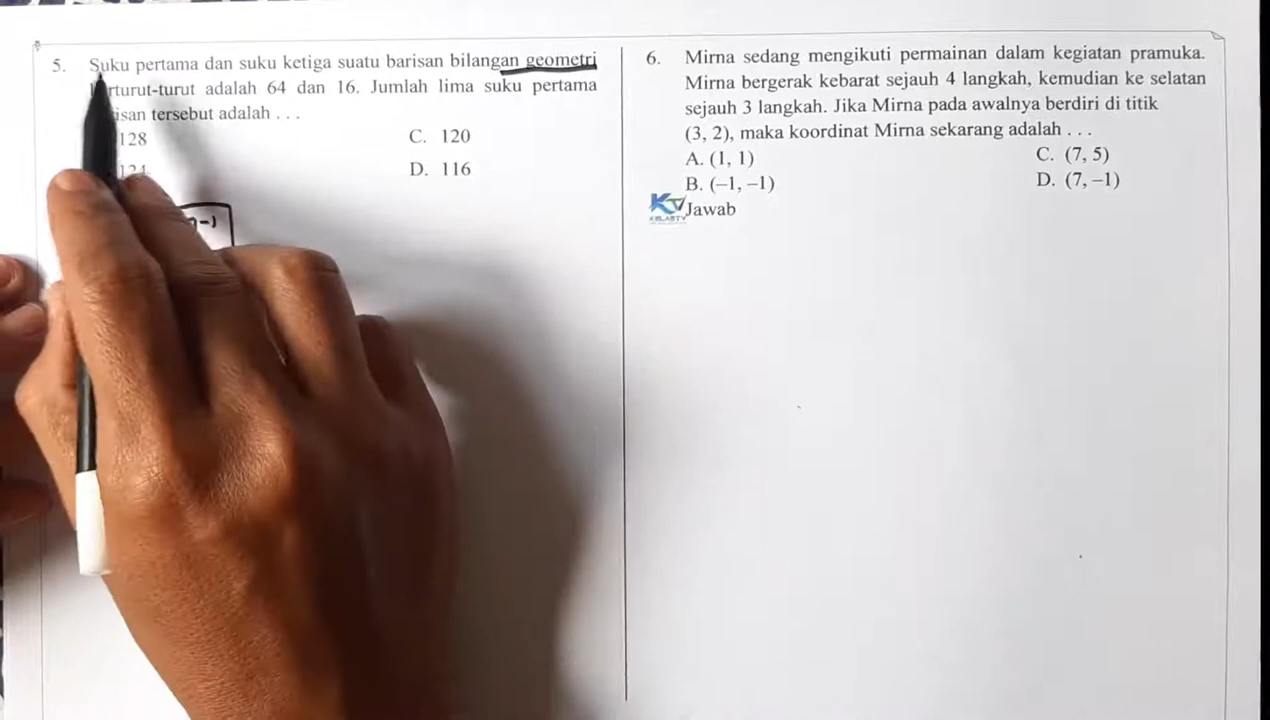 5. Suku pertama dan suku ketiga suatu barisan bilangan geometri
rturut-turut adalah 64 dan 16. Jumlah lima suku pertama
isan tersebut adalah . . .
128
C. 120
124
D. 116
-1
6. Mirna sedang mengikuti permainan dalam kegiatan pramuka.
Mirna bergerak kebarat sejauh 4 langkah, kemudian ke selatan
sejauh 3 langkah. Jika Mirna pada awalnya berdiri di titik
(3, 2), maka koordinat Mirna sekarang adalah . . .
A. (1, 1)
C. (7, 5)
B. (−1, −1)
D. (7, −1)
KELASTV
Jawab